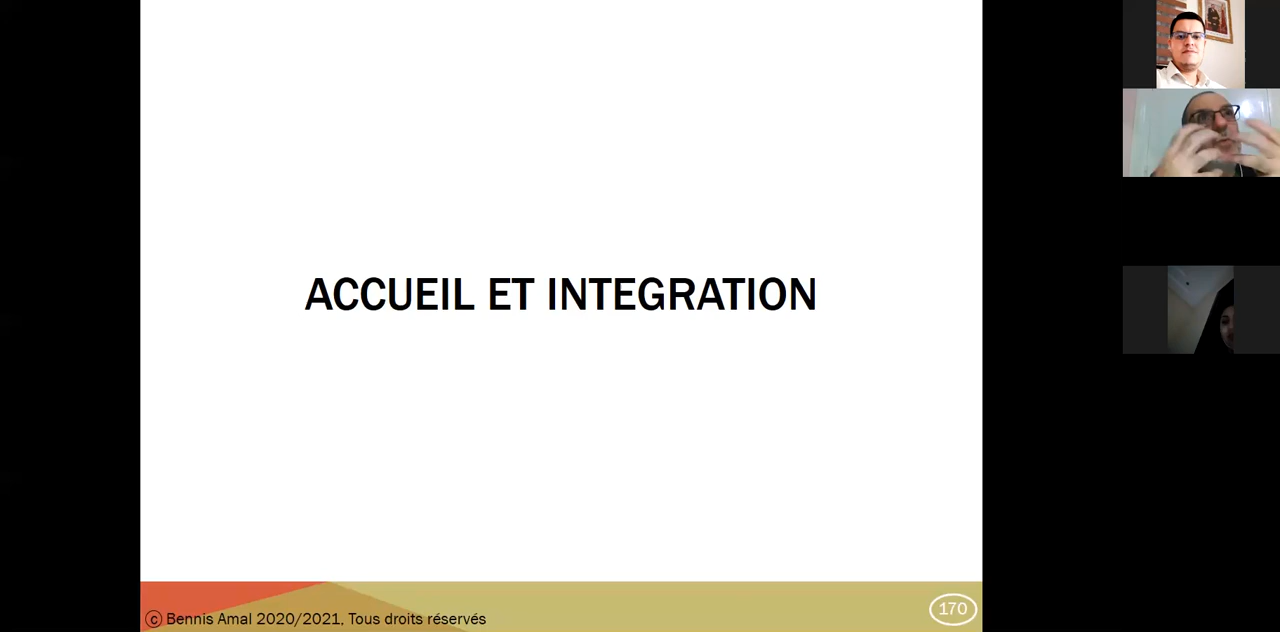 ACCUEIL ET INTEGRATION
© Bennis Amal 2020/2021, Tous droits réservés
170